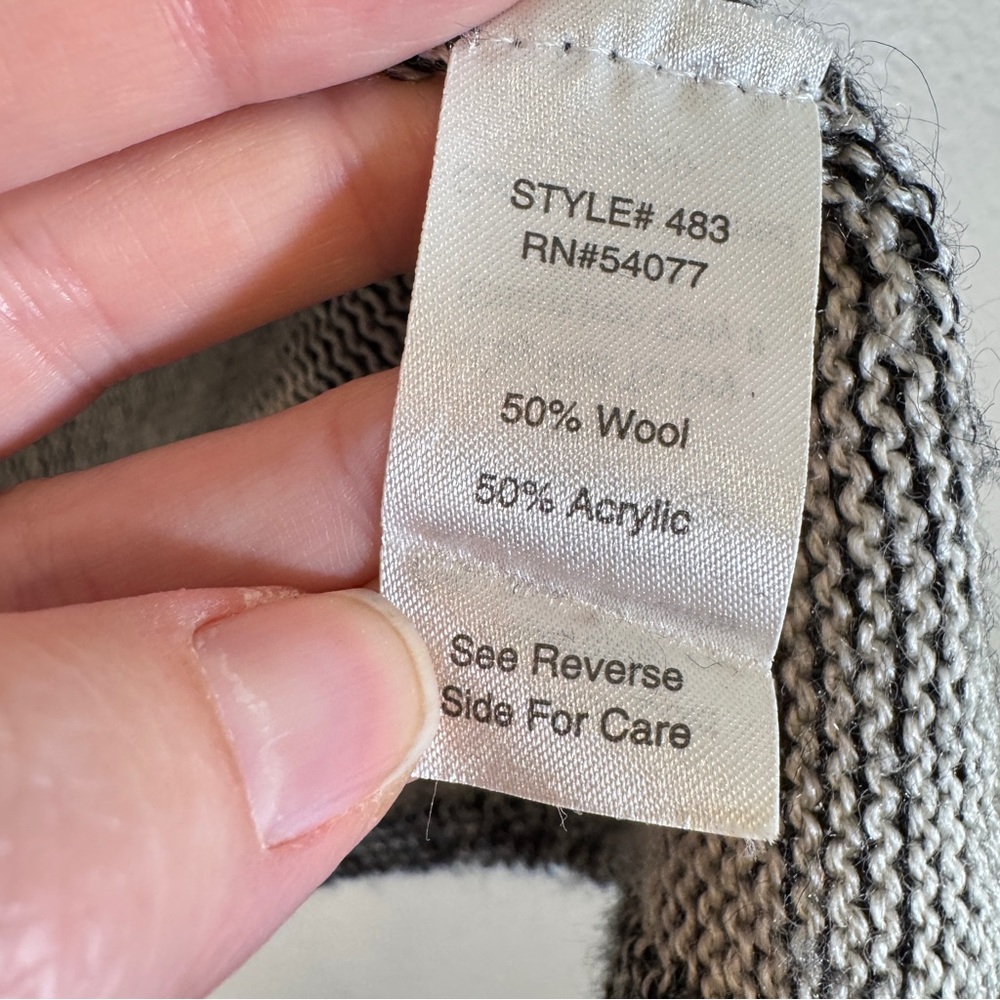 STYLE# 483
RN#54077
50% Wool
50% Acrylic
See Reverse
Side For Care